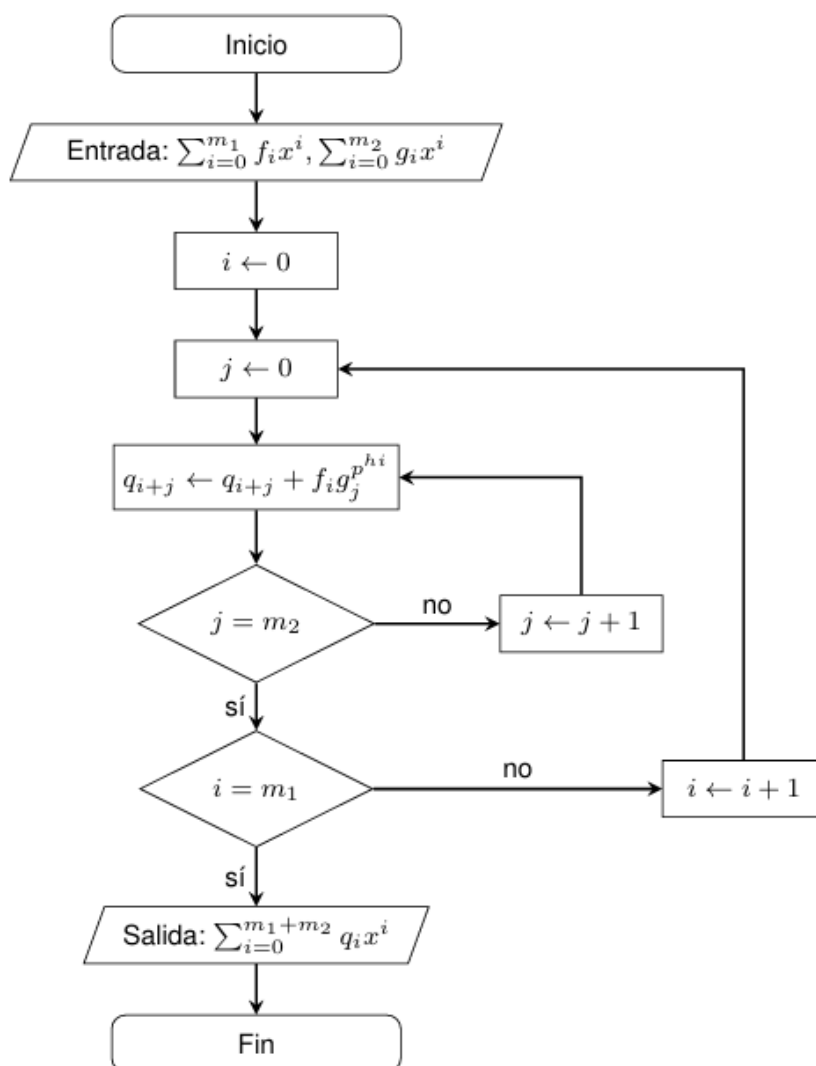 Inicio
Entrada: $\sum_{i=0}^{m_1} f_i x^i, \sum_{i=0}^{m_2} g_i x^i$
$i \leftarrow 0$
$j \leftarrow 0$
$q_{i+j} \leftarrow q_{i+j} + f_i g_j^{p^{hi}}$
$j = m_2$
no
$j \leftarrow j + 1$
sí
$i = m_1$
no
$i \leftarrow i + 1$
sí
Salida: $\sum_{i=0}^{m_1+m_2} q_i x^i$
Fin